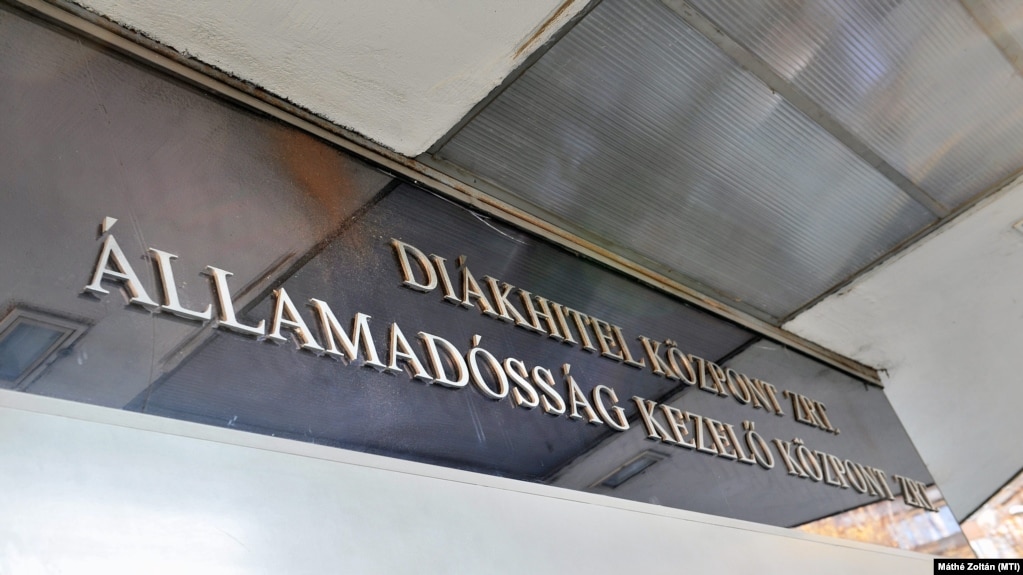 DIÁKHITEL KÖZPONT ZRT.
ÁLLAMADÓSSÁG KEZELŐ KÖZPONT ZRT.
Máthé Zoltán (MTI)